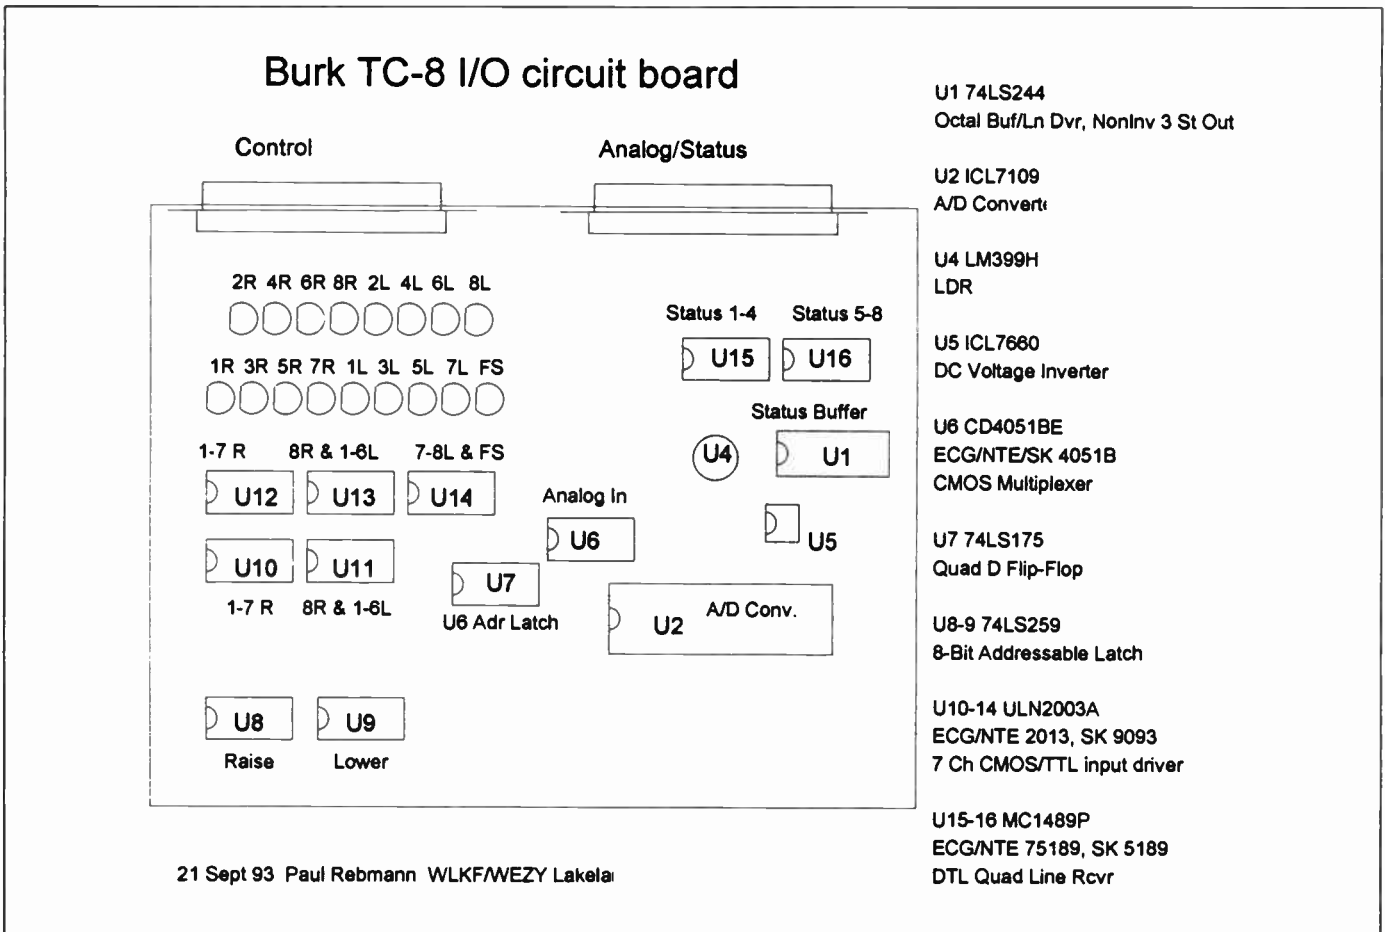 Burk TC-8 I/O circuit board
Control
Analog/Status
2R 4R 6R 8R 2L 4L 6L 8L
1R 3R 5R 7R 1L 3L 5L 7L FS
Status 1-4
Status 5-8
U15
U16
Status Buffer
U4
U1
1-7 R
8R & 1-6L
7-8L & FS
U12
U13
U14
Analog In
U6
U5
U10
U11
U7
1-7 R
8R & 1-6L
U6 Adr Latch
U2
A/D Conv.
U8
U9
Raise
Lower
21 Sept 93 Paul Rebmann WLKF/WEZY
U1 74LS244
Octal Buf/Ln Dvr, NonInv 3 St Out
U2 ICL7109
A/D
U4 LM399H
LDR
U5 ICL7660
DC Voltage Inverter
U6 CD4051BE
ECG/NTE/SK 4051B
CMOS Multiplexer
U7 74LS175
Quad D Flip-Flop
U8-9 74LS259
8-Bit Addressable Latch
U10-14 ULN2003A
ECG/NTE 2013, SK 9093
7 Ch CMOS/TTL input driver
U15-16 MC1489P
ECG/NTE 75189, SK 5189
DTL Quad Line Rcvr